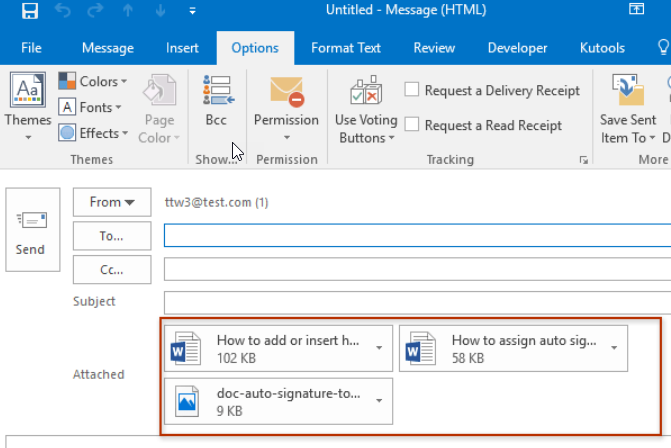 Untitled - Message (HTML)
File Message Insert Options Format Text Review Developer Kutools
Themes Colors Fonts Effects Page Color Bcc Permission Use Voting Buttons Request a Delivery Receipt Request a Read Receipt Save Sent Item To D
Themes Show... Permission Tracking More
From ttw3@test.com (1)
Send
To...
Cc...
Subject
Attached
How to add or insert h...
102 KB
How to assign auto sig...
58 KB
doc-auto-signature-to...
9 KB